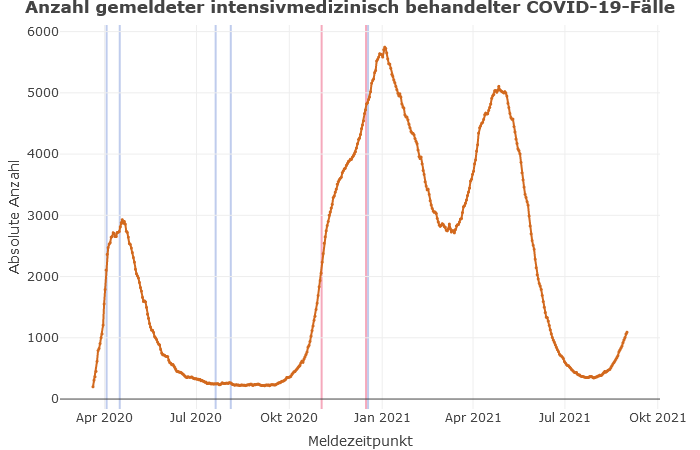 Anzahl gemeldeter intensivmedizinisch behandelter COVID-19-Fälle
6000
5000
4000
3000
2000
1000
0
Absolute Anzahl
Apr 2020 Jul 2020 Okt 2020 Jan 2021 Apr 2021 Jul 2021 Okt 2021
Meldezeitpunkt